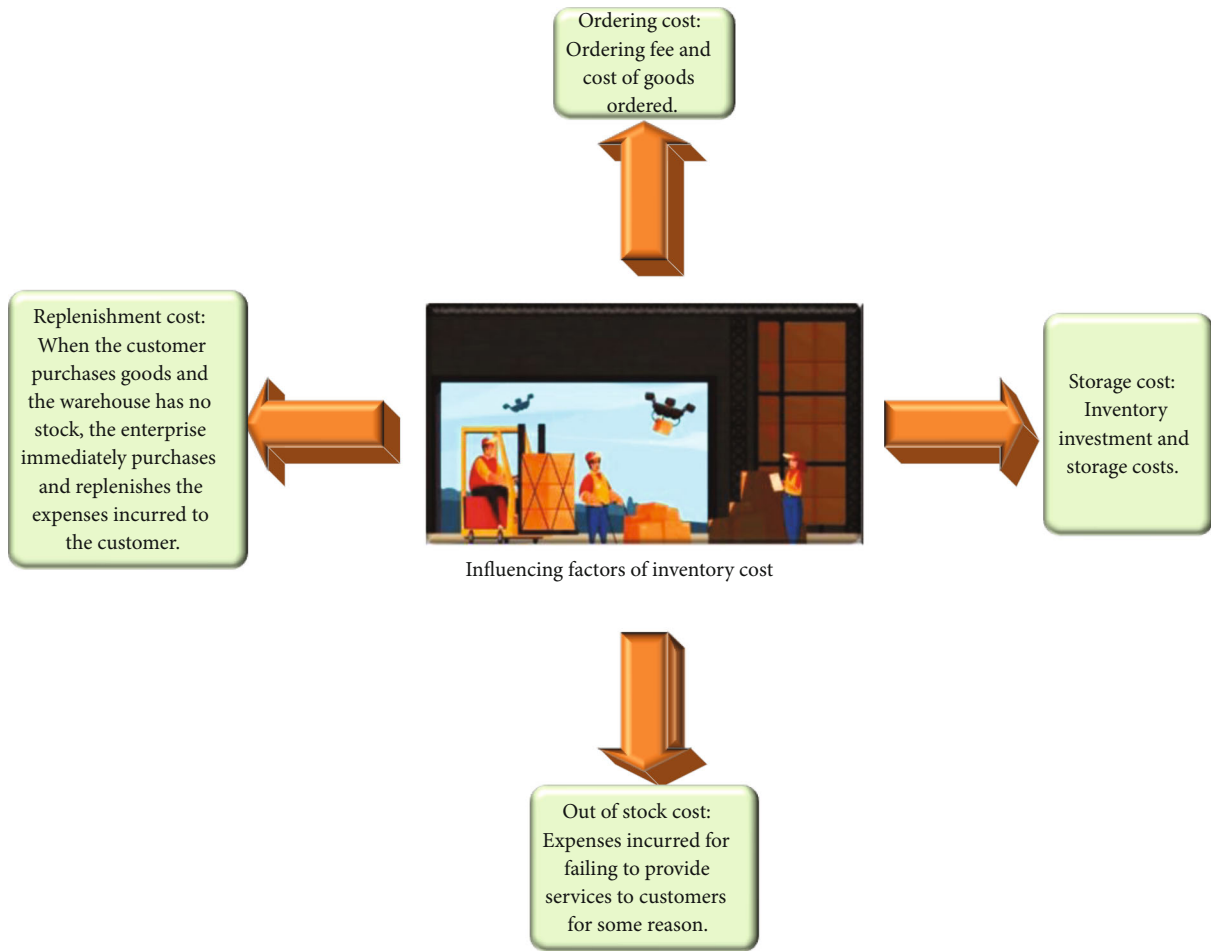 Ordering cost:
Ordering fee and
cost of goods
ordered.
Replenishment cost:
When the customer
purchases goods and
the warehouse has no
stock, the enterprise
immediately purchases
and replenishes the
expenses incurred to
the customer.
Storage cost:
Inventory
investment and
storage costs.
Influencing factors of inventory cost
Out of stock cost:
Expenses incurred for
failing to provide
services to customers
for some reason.